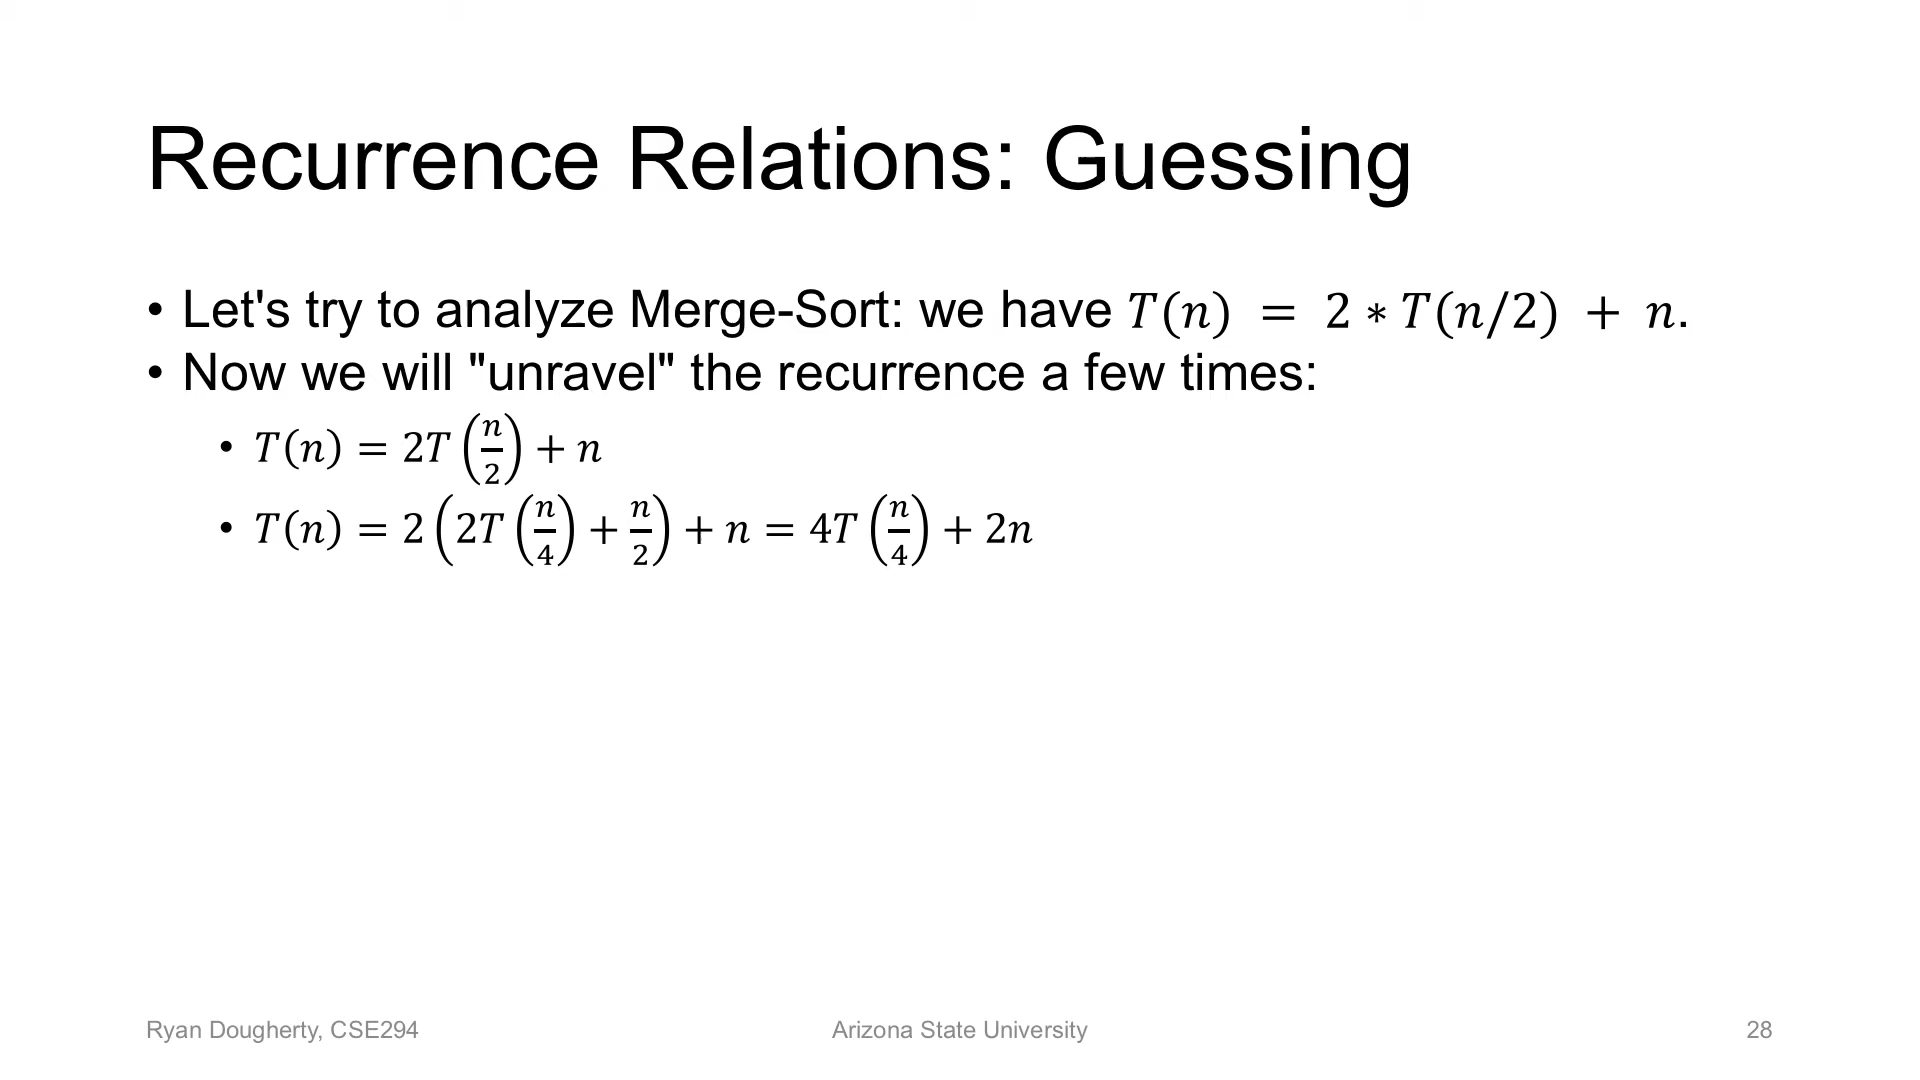 Recurrence Relations: Guessing
• Let's try to analyze Merge-Sort: we have T(n) = 2 ∗ T(n/2) + n.
• Now we will "unravel" the recurrence a few times:
• T(n) = 2T(n/2) + n
• T(n) = 2(2T(n/4) + n/2) + n = 4T(n/4) + 2n
Ryan Dougherty, CSE294 Arizona State University 28